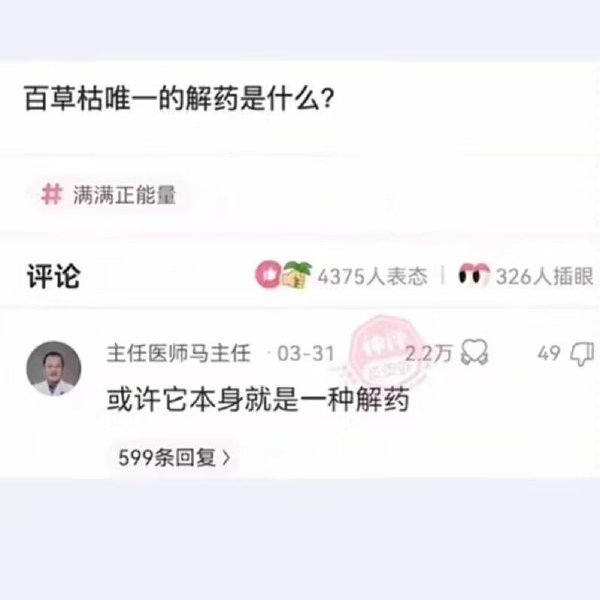 百草枯唯一的解药是什么?
# 满满正能量
评论
4375人表态 | 326人插眼
主任医师马主任 · 03-31
2.2万
49
或许它本身就是一种解药
599条回复 >